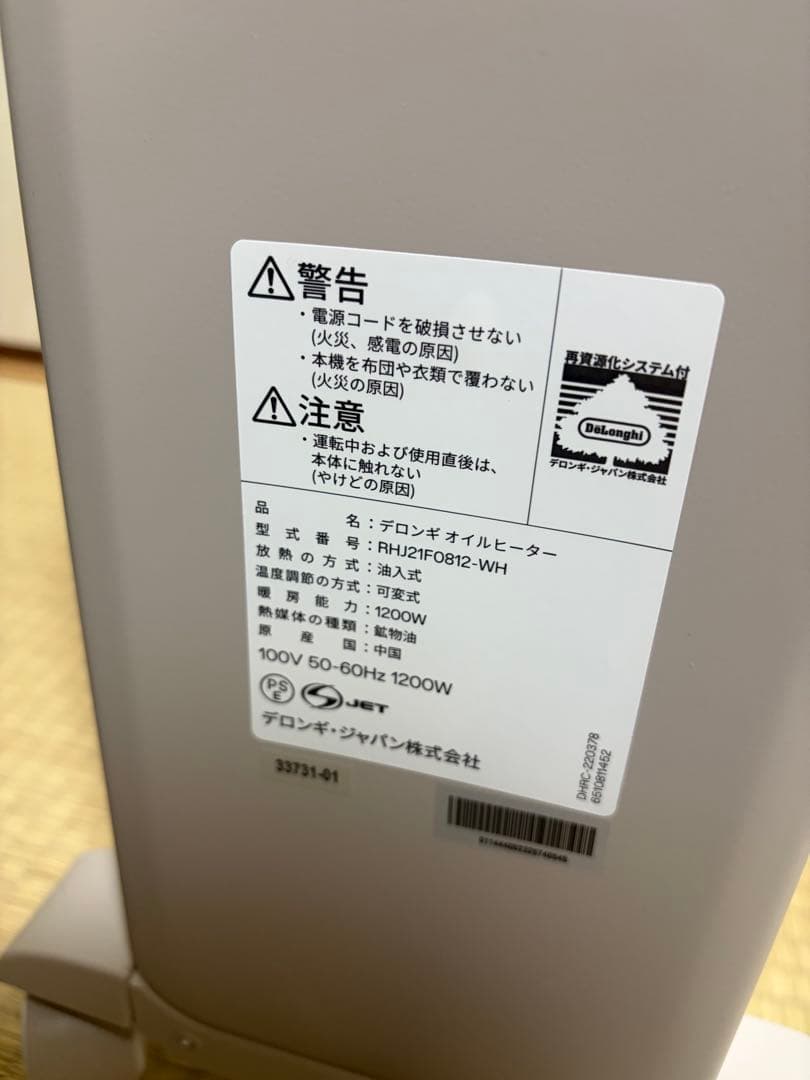 警告
・電源コードを破損させない
(火災、感電の原因)
・本機を布団や衣類で覆わない
(火災の原因)
注意
・運転中および使用直後は、
本体に触れない
(やけどの原因)
再資源化システム付
DeLonghi
デロンギ・ジャパン株式会社
品名：デロンギ オイルヒーター
型式番号：RHJ21F0812-WH
放熱の方式：油入式
温度調節の方式：可変式
暖房能力：1200W
熱媒体の種類：鉱物油
原産国：中国
100V 50-60Hz 1200W
PSE JET
デロンギ・ジャパン株式会社
DHRC-220378
6510811452
33731-01